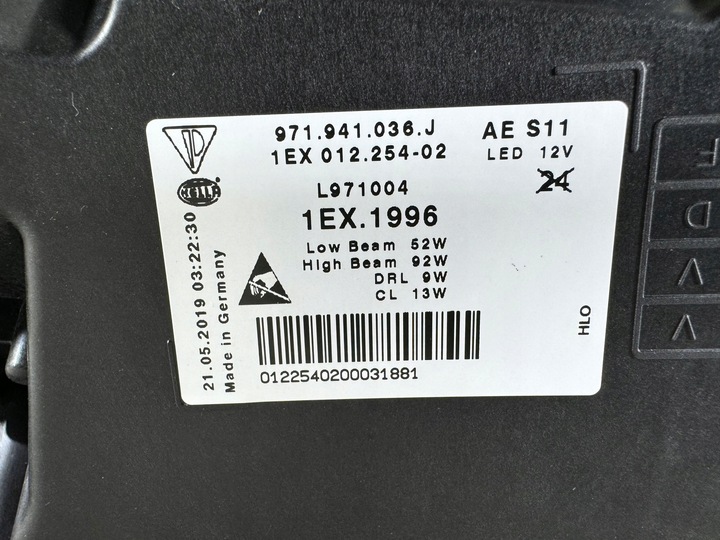 971.941.036.J
AE S11
1EX 012.254-02
LED 12V
HELLA
L971004
24
1EX.1996
Low Beam 52W
High Beam 92W
DRL 9W
CL 13W
21.05.2019 03:22:30
Made in Germany
HLO
0122540200031881
F
D
V
V